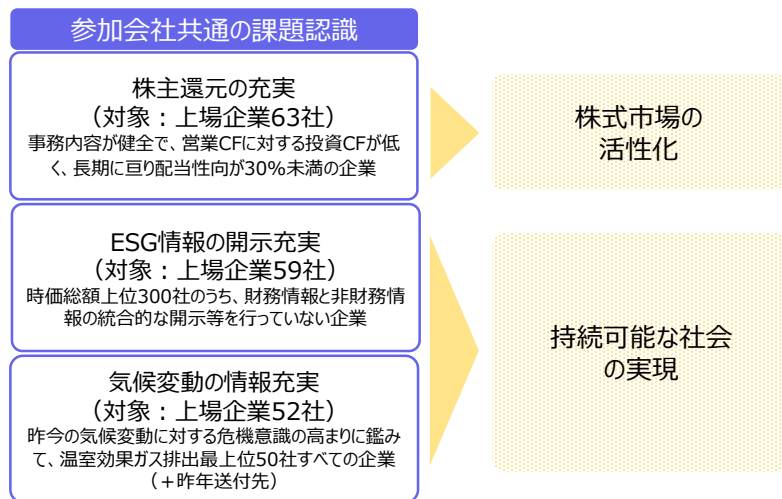 参加会社共通の課題認識
株主還元の充実
（対象：上場企業63社）
事務内容が健全で、営業CFに対する投資CFが低
く、長期に亘り配当性向が30%未満の企業
株式市場の
活性化
ESG情報の開示充実
（対象：上場企業59社）
時価総額上位300社のうち、財務情報と非財務情
報の統合的な開示等を行っていない企業
気候変動の情報充実
（対象：上場企業52社）
昨今の気候変動に対する危機意識の高まりに鑑み
て、温室効果ガス排出最上位50社すべての企業
（＋昨年送付先）
持続可能な社会
の実現